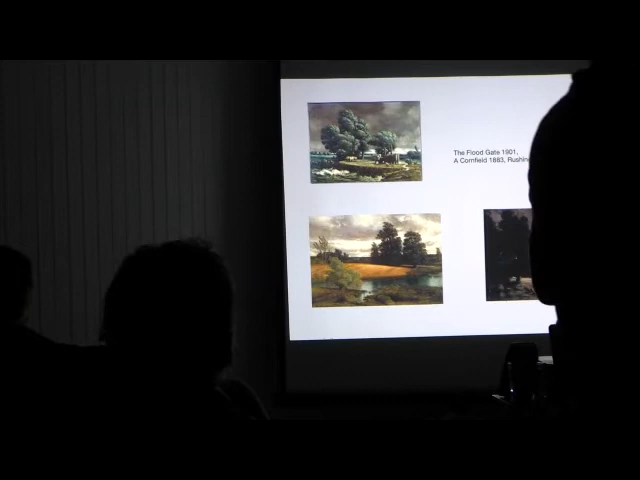 The Flood Gate 1901,
A Cornfield 1883, Rushing